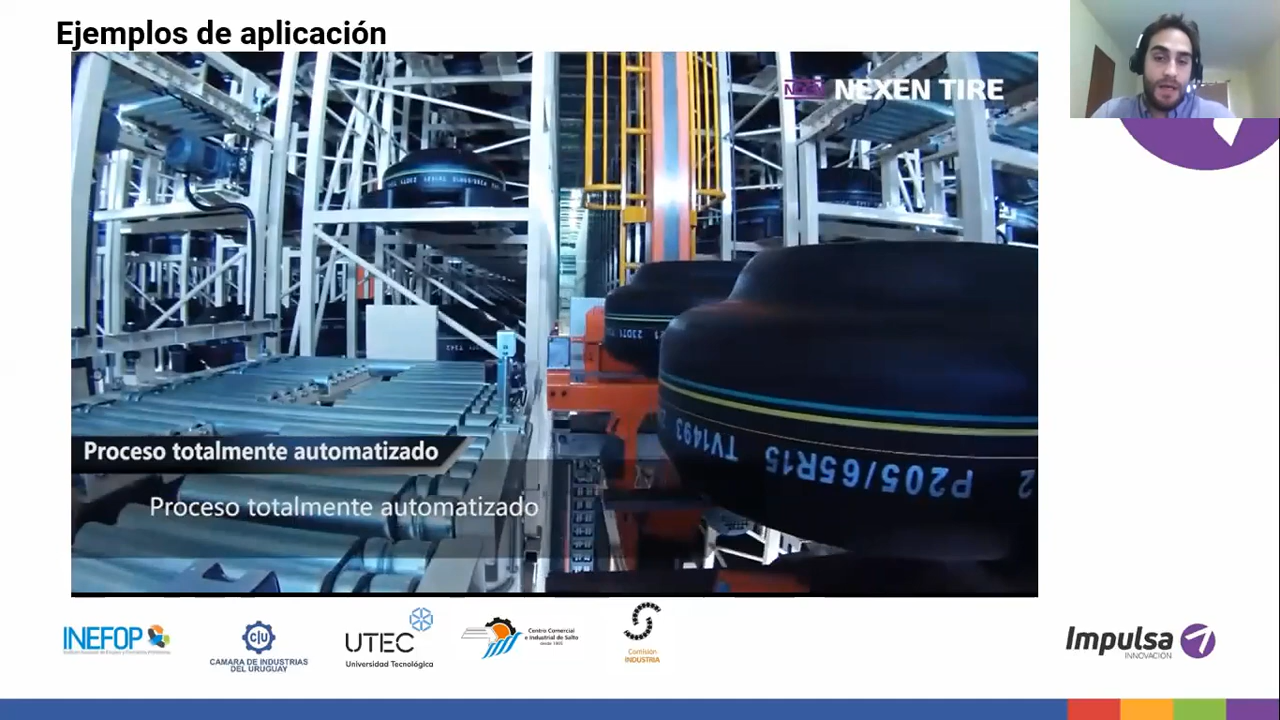 Ejemplos de aplicación
NEXEN TIRE
P205/65R15
TV1493
Proceso totalmente automatizado
Proceso totalmente automatizado
INEFOP
CAMARA DE INDUSTRIAS
DEL URUGUAY
UTEC
Universidad Tecnológica
Centro Comercial
e Industrial de Salto
Comisión
INDUSTRIA
Impulsa
INNOVACIÓN